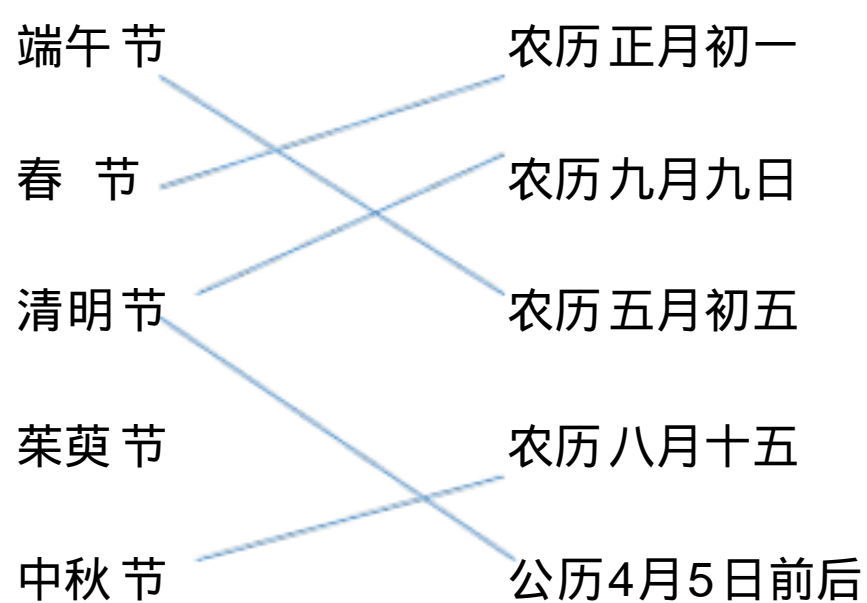 端午节 农历正月初一
春 节 农历九月九日
清明节 农历五月初五
茱萸节 农历八月十五
中秋节 公历4月5日前后